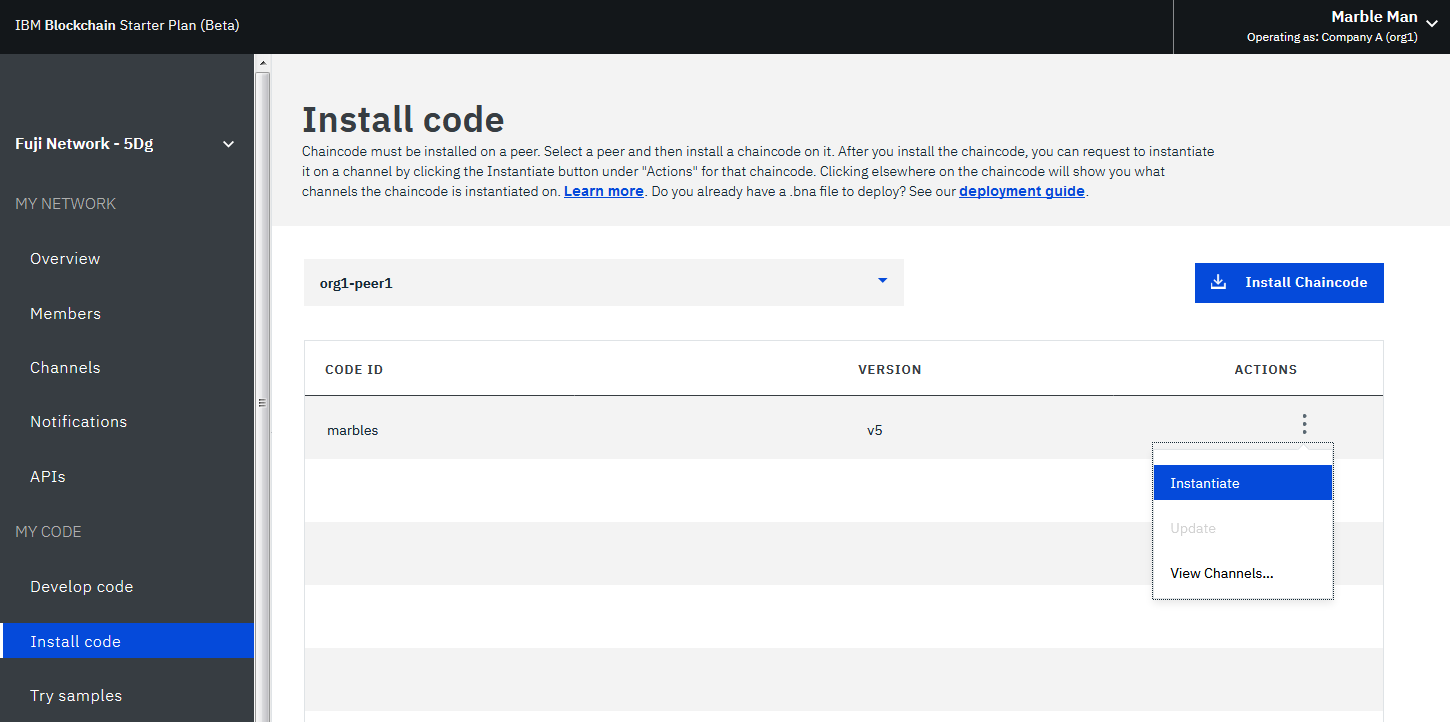 IBM Blockchain Starter Plan (Beta)
Marble Man
Operating as: Company A (org1)
Fuji Network - 5Dg
MY NETWORK
Overview
Members
Channels
Notifications
APIs
MY CODE
Develop code
Install code
Try samples
Install code
Chaincode must be installed on a peer. Select a peer and then install a chaincode on it. After you install the chaincode, you can request to instantiate
it on a channel by clicking the Instantiate button under "Actions" for that chaincode. Clicking elsewhere on the chaincode will show you what
channels the chaincode is instantiated on. Learn more. Do you already have a .bna file to deploy? See our deployment guide.
org1-peer1
Install Chaincode
CODE ID VERSION ACTIONS
marbles v5
Instantiate
Update
View Channels...